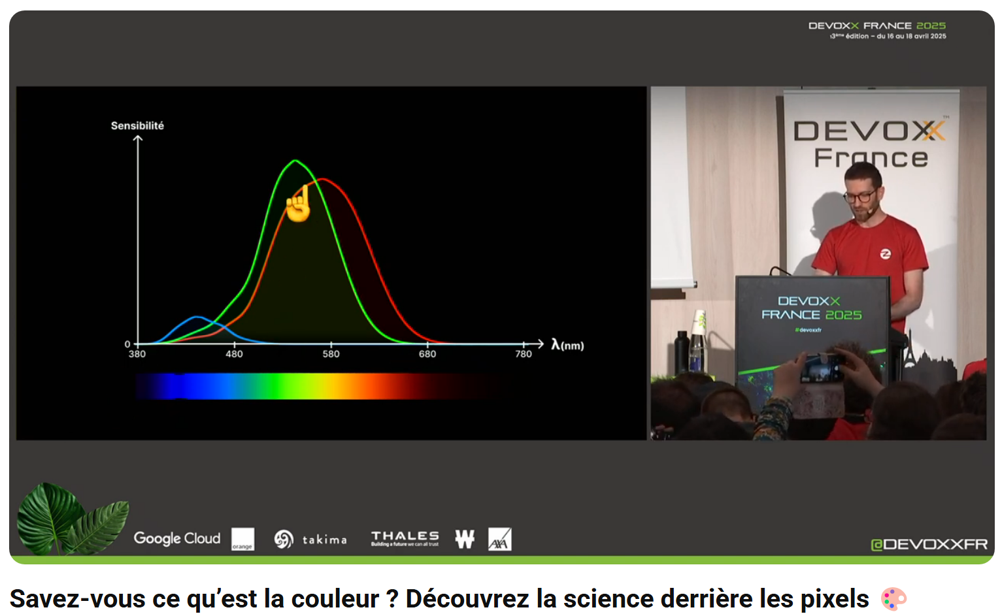 DEVOXX FRANCE 2025
13ème édition – du 16 au 18 avril 2025
Sensibilité
0
380 480 580 680 780
λ(nm)
DEVOXX™
France
DEVOXX
FRANCE 2025
#devoxxfr
Google Cloud
orange
takima
THALES
Building a future we can all trust
W
AXA
@DEVOXXFR
Savez-vous ce qu’est la couleur ? Découvrez la science derrière les pixels 🎨